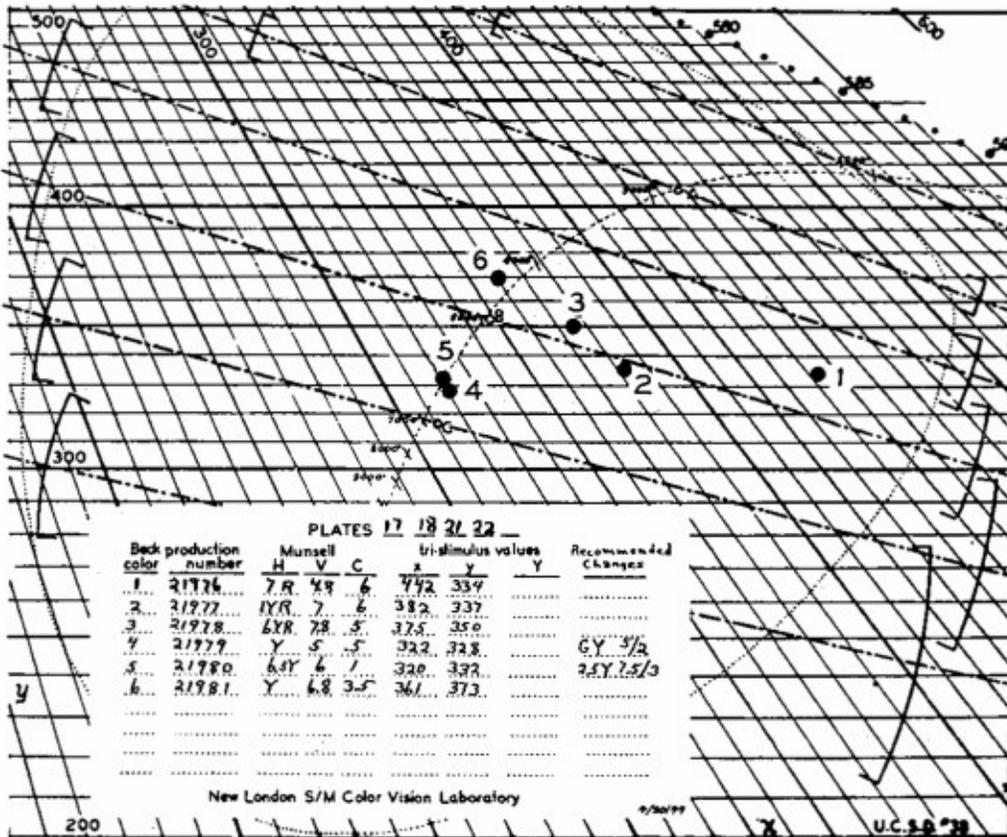 500
300
400
580
600
585
400
6
3
5
4
2
1
300
PLATES 17 18 21 22
Beck production Munsell tri-stimulus values Recommended
color number H V C x y Y Changes
1 21976 7R 4.8 6 442 334
2 21977 1YR 7 6 382 337
3 21978 6YR 7.8 .5 375 350
4 21979 Y 5 .5 322 328 GY 5/2
5 21980 6.5Y 6 1 320 332 2.5Y 7.5/3
6 21981 Y 6.8 3.5 361 373
y
New London S/M Color Vision Laboratory
200
x
U.C.S.D. #38